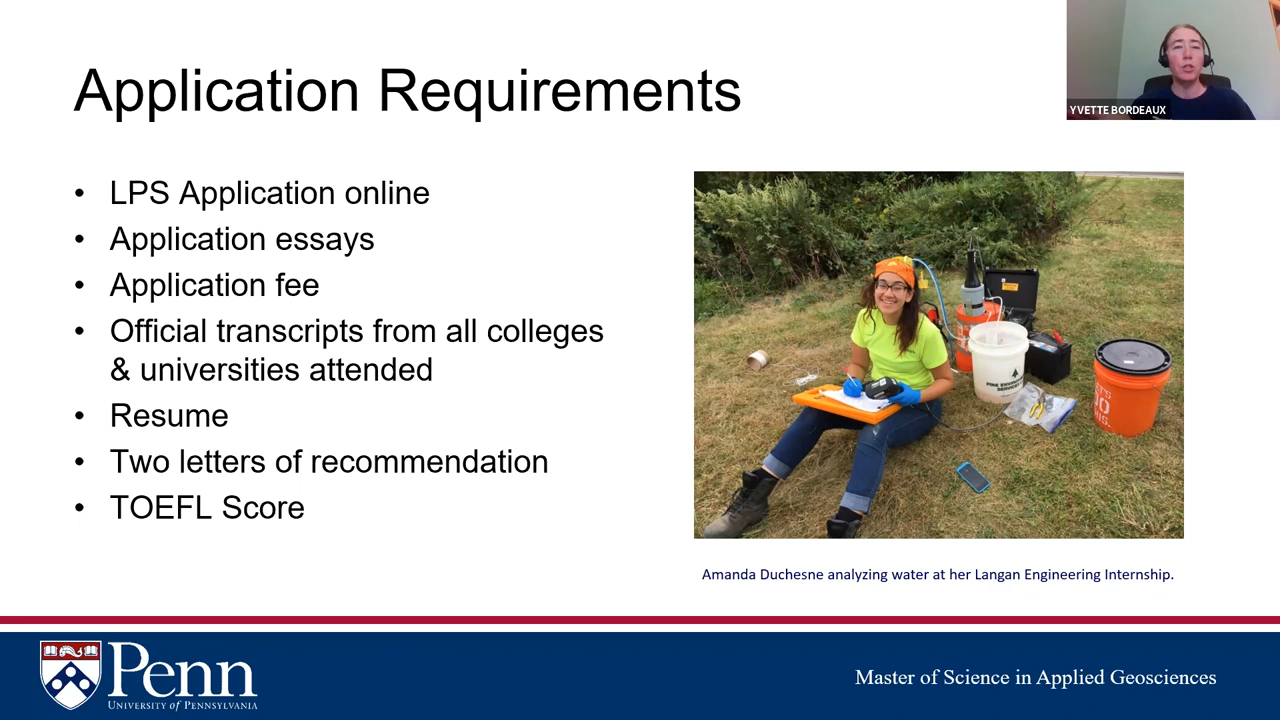 Application Requirements
YVETTE BORDEAUX
• LPS Application online
• Application essays
• Application fee
• Official transcripts from all colleges
& universities attended
• Resume
• Two letters of recommendation
• TOEFL Score
Amanda Duchesne analyzing water at her Langan Engineering Internship.
Penn
UNIVERSITY of PENNSYLVANIA
Master of Science in Applied Geosciences